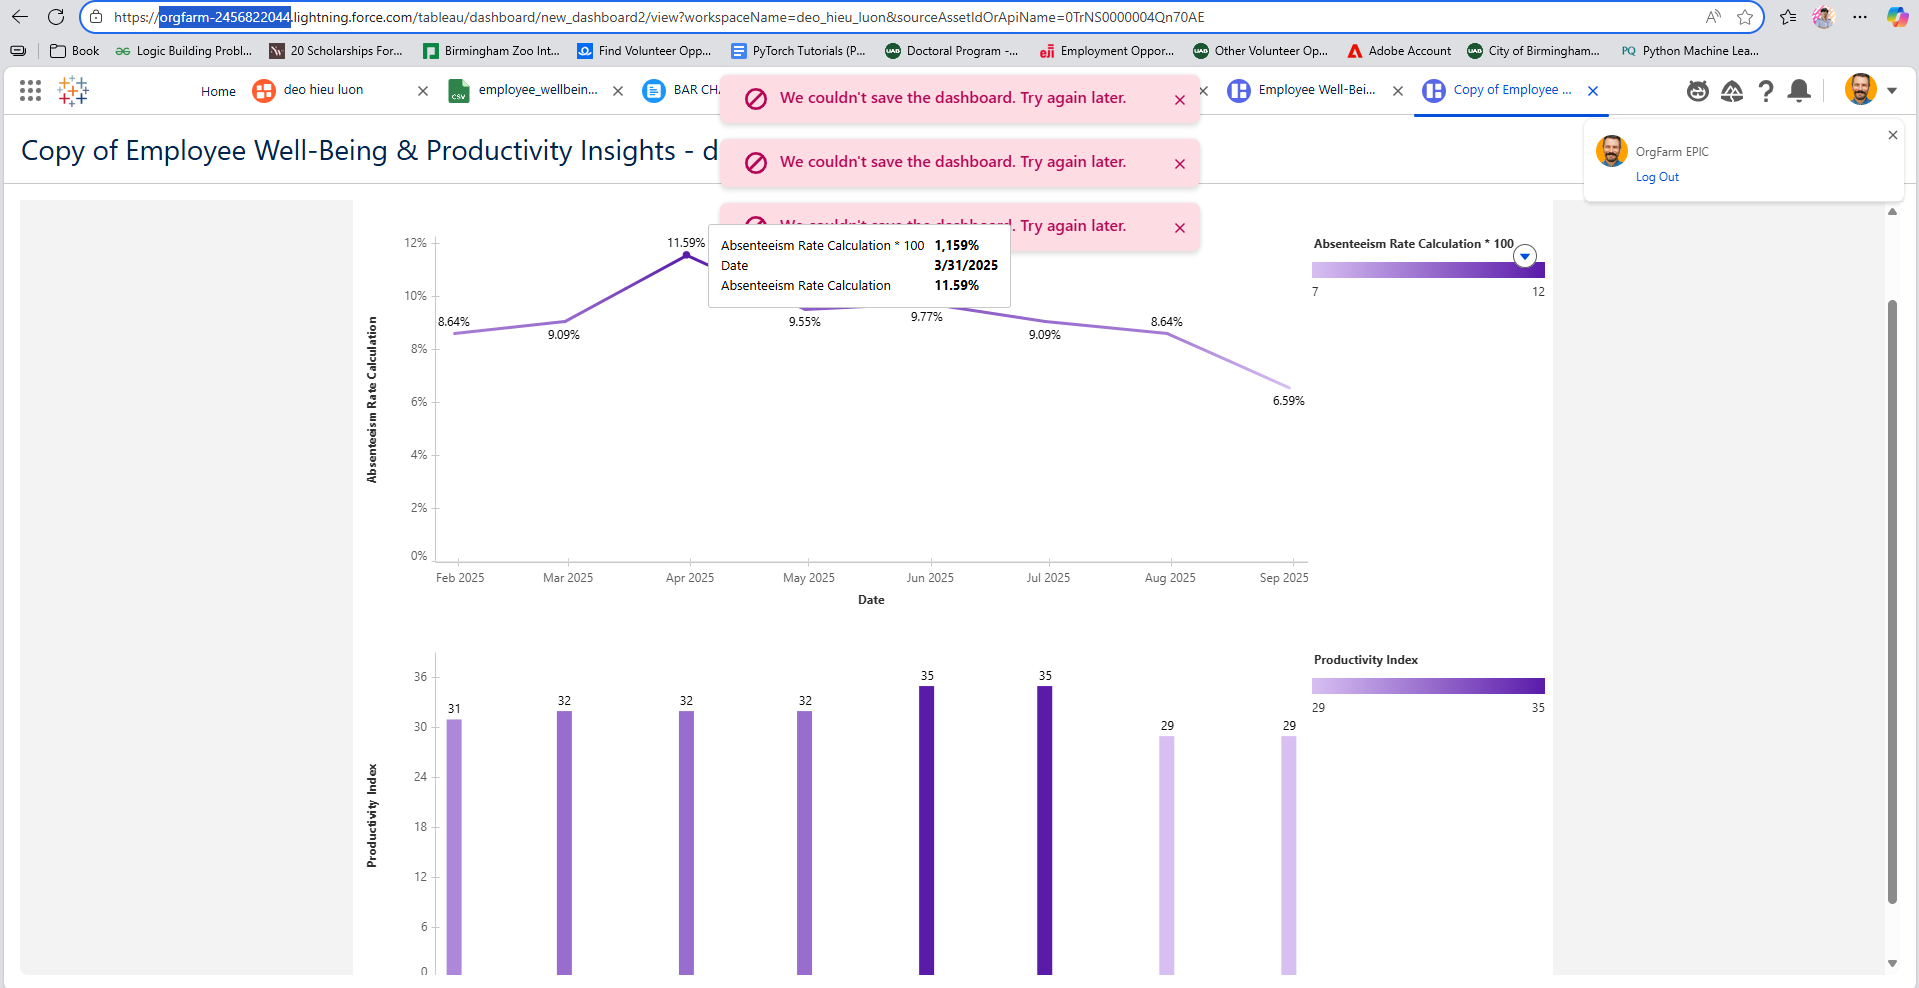 https://orgfarm-2456822044.lightning.force.com/tableau/dashboard/new_dashboard2/view?workspaceName=deo_hieu_luon&sourceAssetIdOrApiName=0TrNS0000004Qn70AE
Book
Logic Building Probl...
20 Scholarships For...
Birmingham Zoo Int...
Find Volunteer Opp...
PyTorch Tutorials (P...
Doctoral Program -...
Employment Oppor...
Other Volunteer Op...
Adobe Account
City of Birmingham...
PQ Python Machine Lea...
Home
deo hieu luon
CSV employee_wellbein...
BAR CHA
Employee Well-Bei...
Copy of Employee ...
We couldn't save the dashboard. Try again later.
We couldn't save the dashboard. Try again later.
We couldn't save the dashboard. Try again later.
Copy of Employee Well-Being & Productivity Insights - d
OrgFarm EPIC
Log Out
Absenteeism Rate Calculation * 100 1,159%
Date 3/31/2025
Absenteeism Rate Calculation 11.59%
Absenteeism Rate Calculation
12%
10%
8%
6%
4%
2%
0%
8.64%
9.09%
11.59%
9.55%
9.77%
9.09%
8.64%
6.59%
Feb 2025
Mar 2025
Apr 2025
May 2025
Jun 2025
Jul 2025
Aug 2025
Sep 2025
Date
Absenteeism Rate Calculation * 100
7 12
Productivity Index
36
30
24
18
12
6
0
31
32
32
32
35
35
29
29
Productivity Index
29 35